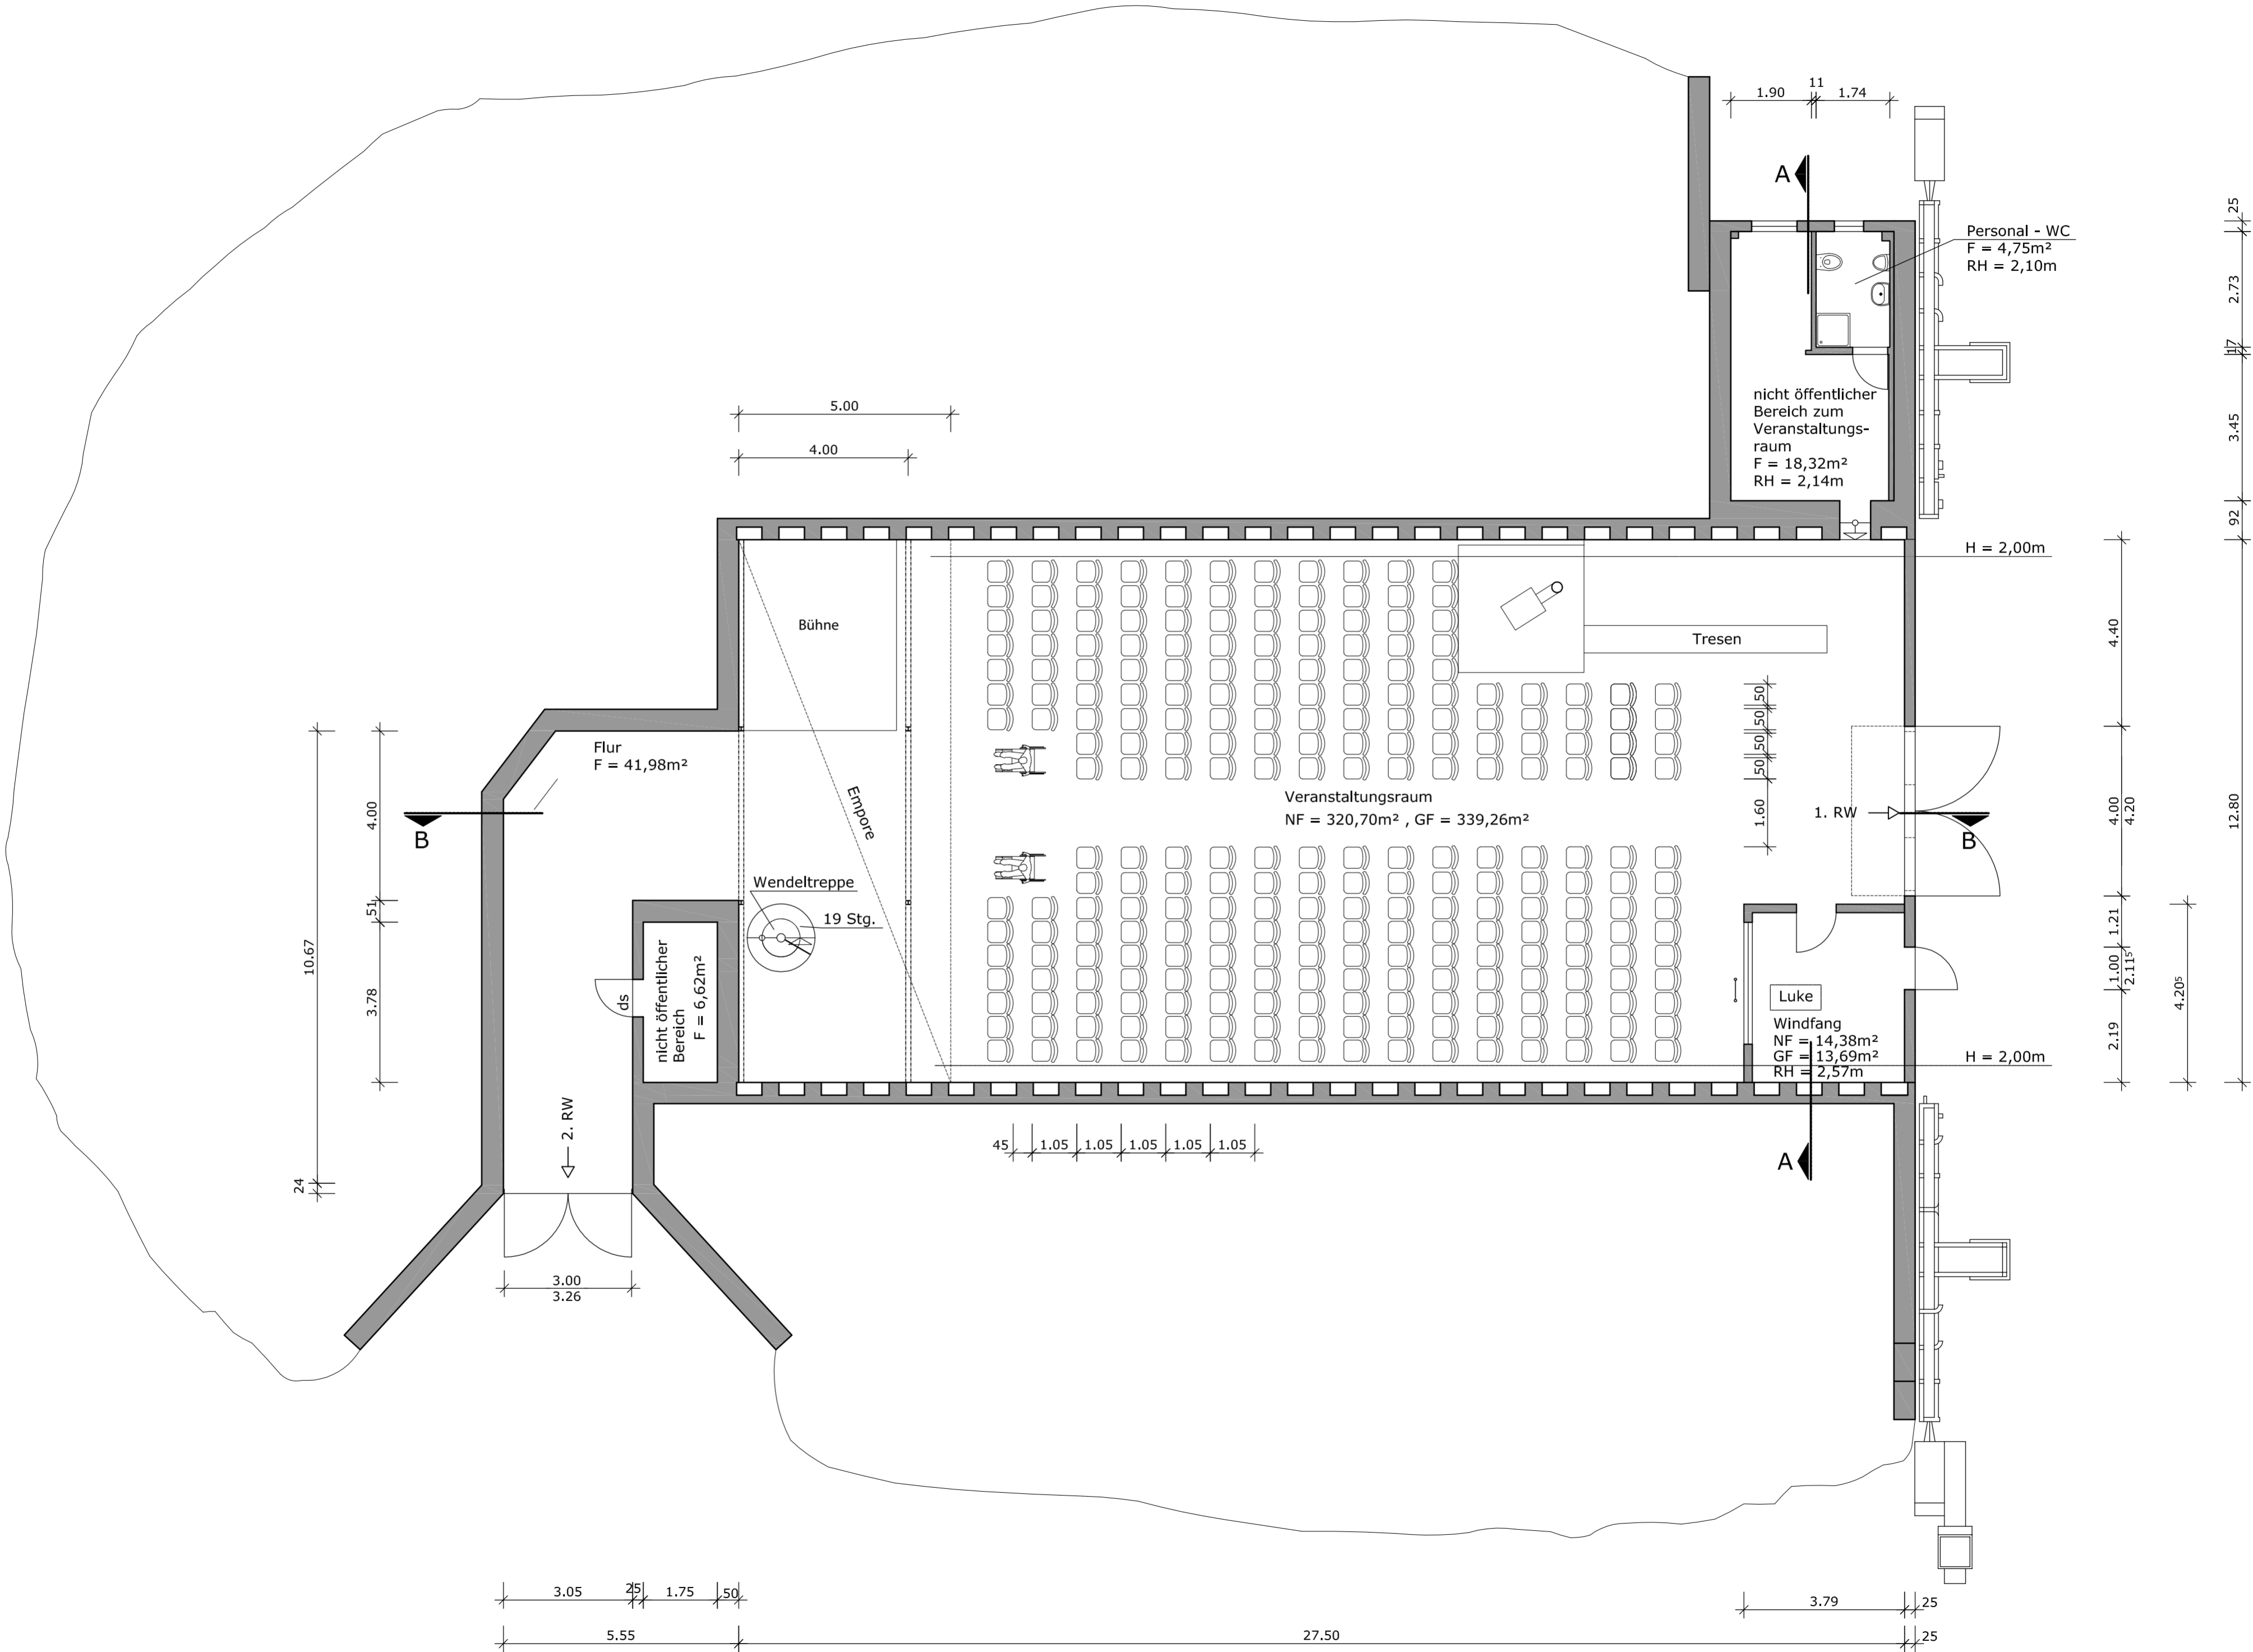 11
1.90
1.74
A
25
Personal - WC
F = 4,75m²
RH = 2,10m
2.73
17
nicht öffentlicher
Bereich zum
Veranstaltungs-
raum
F = 18,32m²
RH = 2,14m
3.45
5.00
4.00
92
H = 2,00m
Bühne
Tresen
4.40
50
50
50
50
1.60
Flur
F = 41,98m²
Empore
Veranstaltungsraum
NF = 320,70m² , GF = 339,26m²
1. RW
B
B
4.00
4.20
12.80
4.00
10.67
51
3.78
24
Wendeltreppe
19 Stg.
nicht öffentlicher
Bereich
F = 6,62m²
ds
2. RW
1.21
1.00
2.11⁵
4.20⁵
2.19
Luke
Windfang
NF = 14,38m²
GF = 13,69m²
RH = 2,57m
H = 2,00m
45
1.05
1.05
1.05
1.05
1.05
A
3.00
3.26
3.05
25
1.75
50
3.79
25
5.55
27.50
25